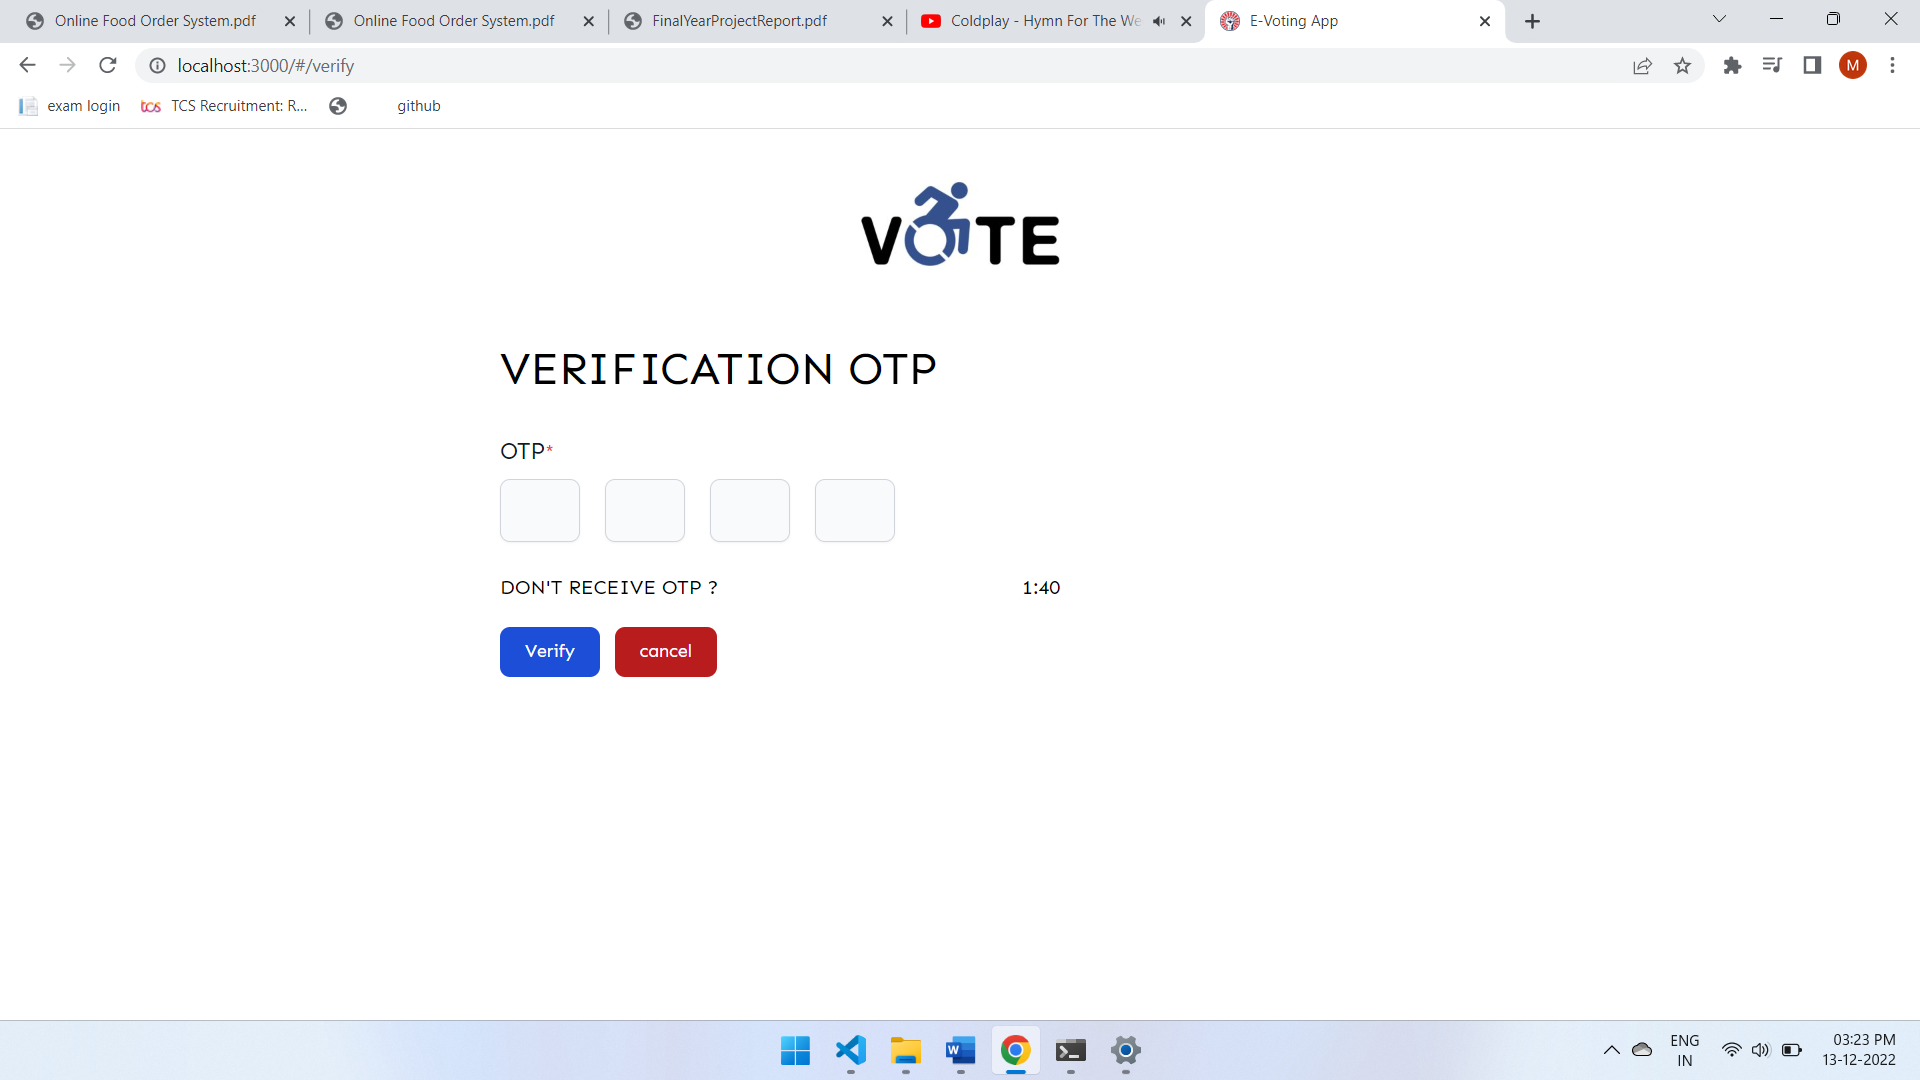 Online Food Order System.pdf
Online Food Order System.pdf
FinalYearProjectReport.pdf
Coldplay - Hymn For The We
E-Voting App
localhost:3000/#/verify
M
exam login
tcs TCS Recruitment: R...
github
VOTE
VERIFICATION OTP
OTP*
DON'T RECEIVE OTP ?
1:40
Verify
cancel
W
ENG
IN
03:23 PM
13-12-2022